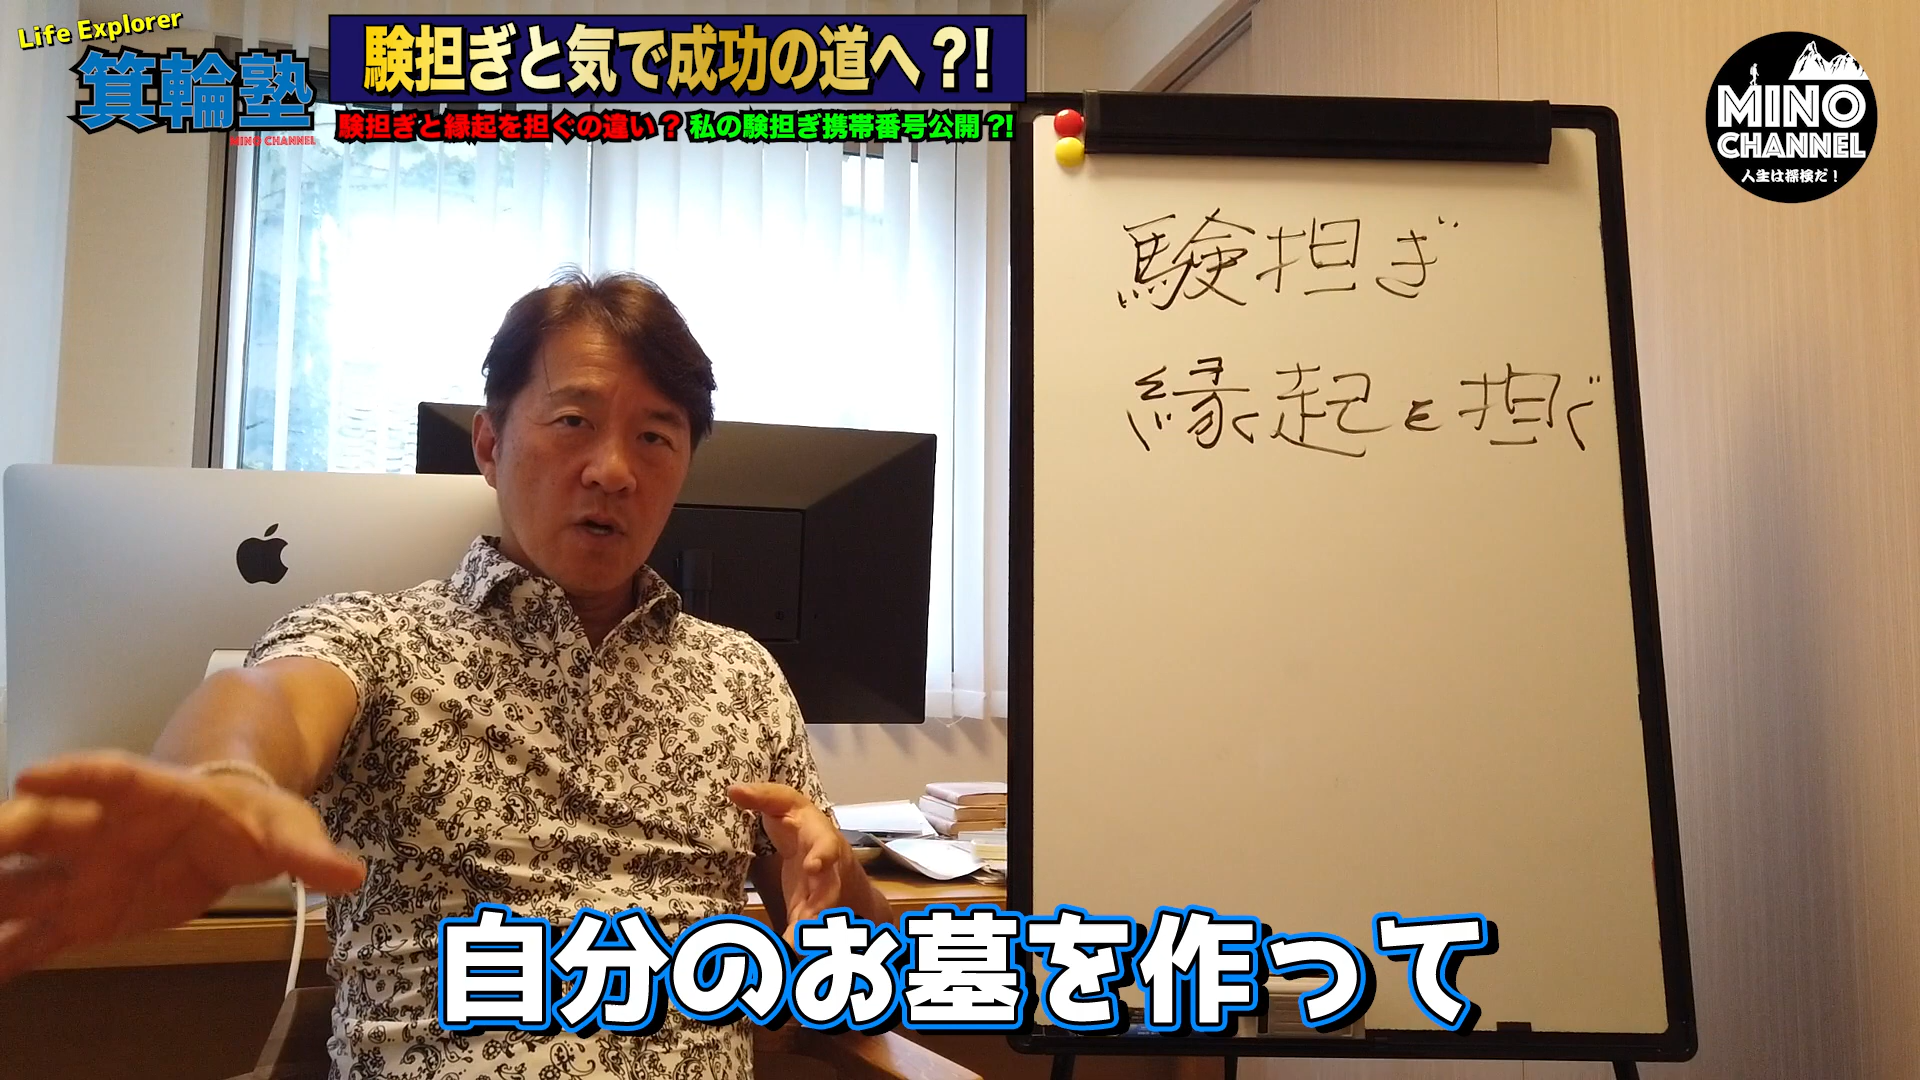 Life Explorer
箕輪塾
MINO CHANNEL
験担ぎと気で成功の道へ?!
験担ぎと縁起を担ぐの違い? 私の験担ぎ携帯番号公開?!
MINO
CHANNEL
人生は探検だ!
験担ぎ
縁起を担ぐ
自分のお墓を作って